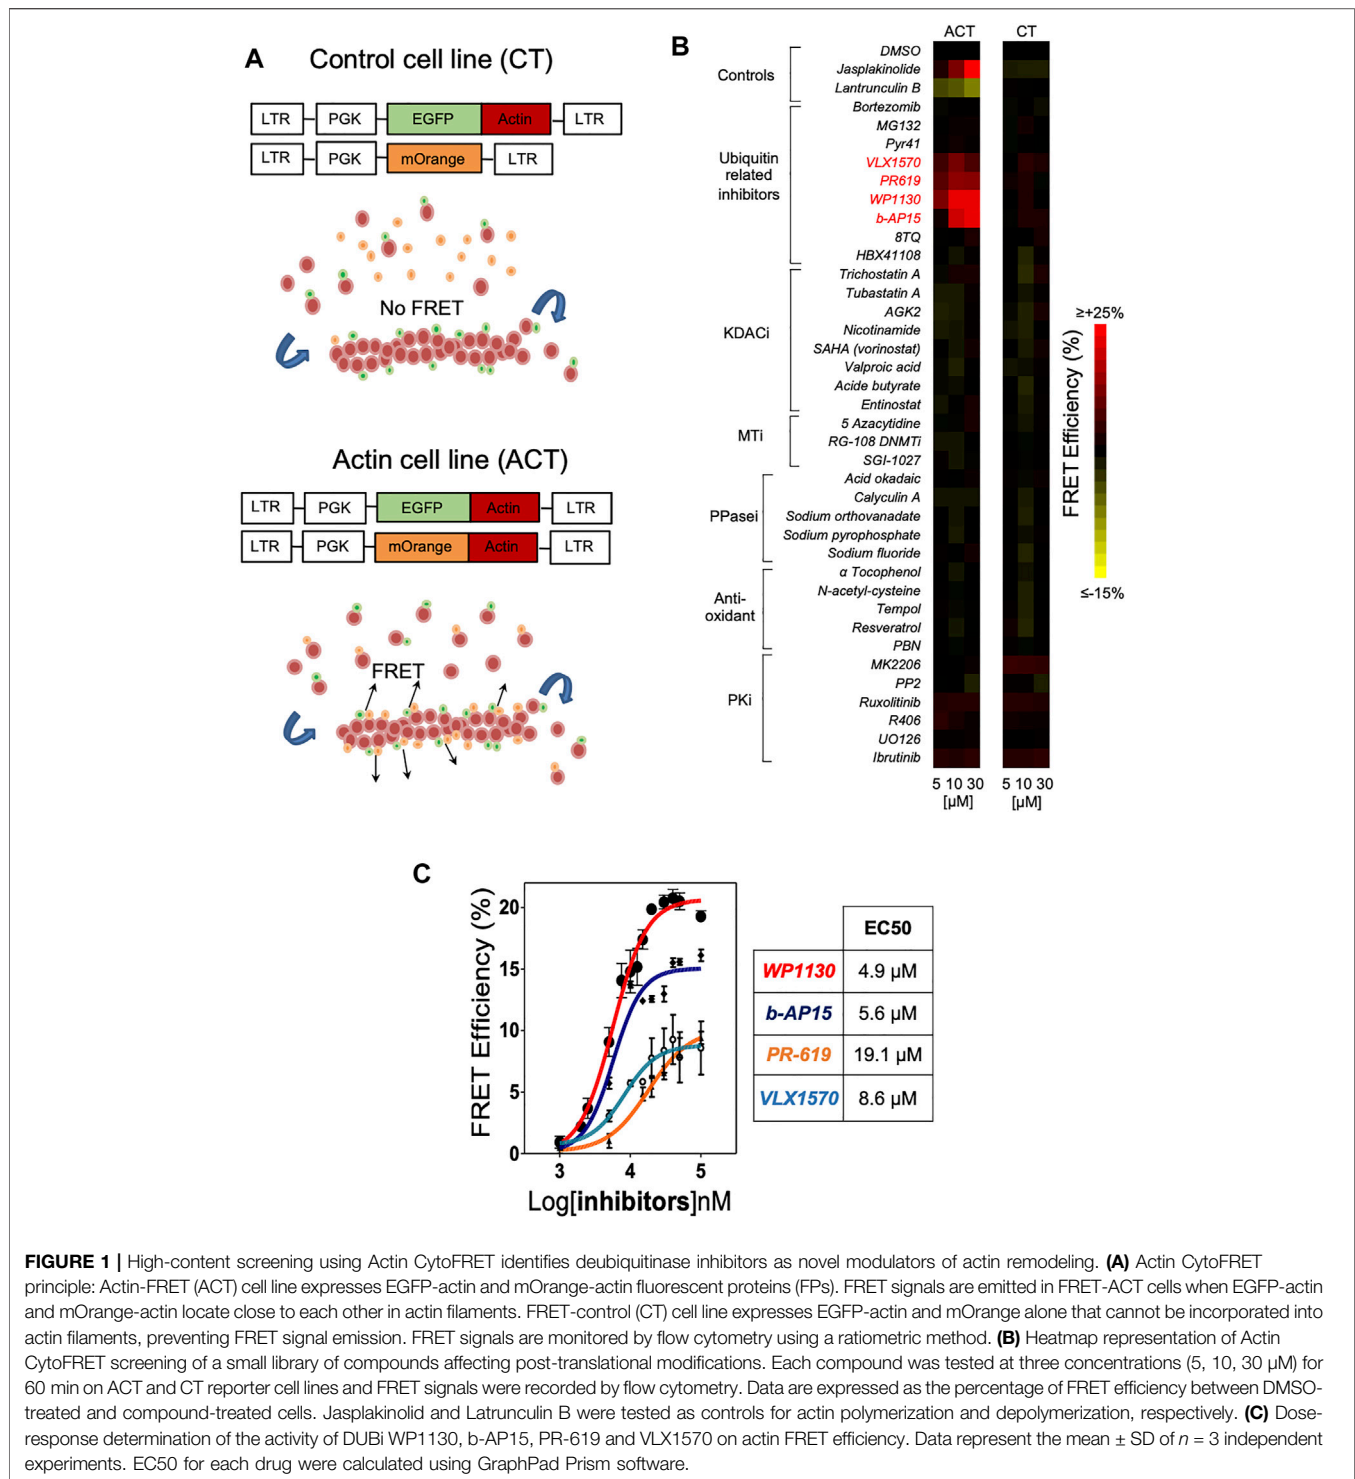 A
Control cell line (CT)
LTR PGK EGFP Actin LTR
LTR PGK mOrange LTR
No FRET
Actin cell line (ACT)
LTR PGK EGFP Actin LTR
LTR PGK mOrange Actin LTR
FRET
B
ACT CT
Controls
DMSO
Jasplakinolide
Lantrunculin B
Ubiquitin
related
inhibitors
Bortezomib
MG132
Pyr41
VLX1570
PR619
WP1130
b-AP15
8TQ
HBX41108
KDACi
Trichostatin A
Tubastatin A
AGK2
Nicotinamide
SAHA (vorinostat)
Valproic acid
Acide butyrate
Entinostat
MTi
5 Azacytidine
RG-108 DNMTi
SGI-1027
PPasei
Acid okadaic
Calyculin A
Sodium orthovanadate
Sodium pyrophosphate
Sodium fluoride
Anti-
oxidant
α Tocophenol
N-acetyl-cysteine
Tempol
Resveratrol
PBN
PKi
MK2206
PP2
Ruxolitinib
R406
UO126
Ibrutinib
5 10 30 5 10 30
[µM] [µM]
≥+25%
FRET Efficiency (%)
≤-15%
C
FRET Efficiency (%)
20
15
10
5
0
3 4 5
Log[inhibitors]nM
EC50
WP1130 4.9 µM
b-AP15 5.6 µM
PR-619 19.1 µM
VLX1570 8.6 µM
FIGURE 1 | High-content screening using Actin CytoFRET identifies deubiquitinase inhibitors as novel modulators of actin remodeling. (A) Actin CytoFRET
principle: Actin-FRET (ACT) cell line expresses EGFP-actin and mOrange-actin fluorescent proteins (FPs). FRET signals are emitted in FRET-ACT cells when EGFP-actin
and mOrange-actin locate close to each other in actin filaments. FRET-control (CT) cell line expresses EGFP-actin and mOrange alone that cannot be incorporated into
actin filaments, preventing FRET signal emission. FRET signals are monitored by flow cytometry using a ratiometric method. (B) Heatmap representation of Actin
CytoFRET screening of a small library of compounds affecting post-translational modifications. Each compound was tested at three concentrations (5, 10, 30 µM) for
60 min on ACT and CT reporter cell lines and FRET signals were recorded by flow cytometry. Data are expressed as the percentage of FRET efficiency between DMSO-
treated and compound-treated cells. Jasplakinolid and Latrunculin B were tested as controls for actin polymerization and depolymerization, respectively. (C) Dose-
response determination of the activity of DUBi WP1130, b-AP15, PR-619 and VLX1570 on actin FRET efficiency. Data represent the mean ± SD of n = 3 independent
experiments. EC50 for each drug were calculated using GraphPad Prism software.